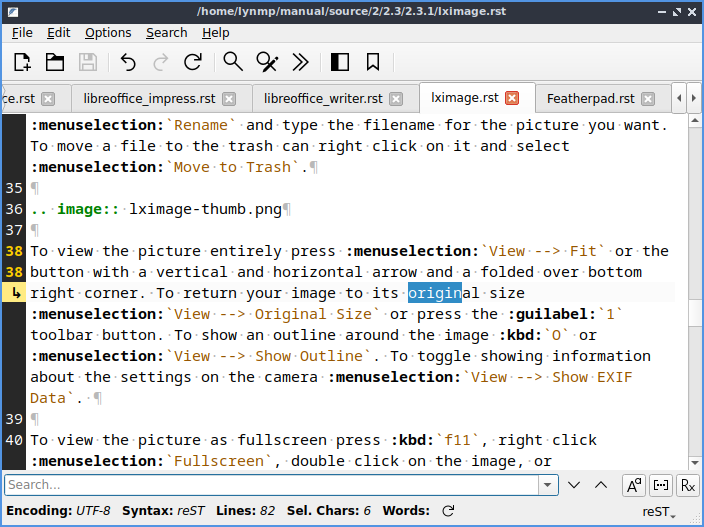 /home/lynmp/manual/source/2/2.3/2.3.1/lximage.rst
File Edit Options Search Help
ce.rst libreoffice_impress.rst libreoffice_writer.rst lximage.rst Featherpad.rst
:menuselection:`Rename` and type the filename for the picture you want.
To move a file to the trash can right click on it and select
:menuselection:`Move to Trash`.¶
35 ¶
36 .. image:: lximage-thumb.png¶
37 ¶
38 To view the picture entirely press :menuselection:`View --> Fit` or the
38 button with a vertical and horizontal arrow and a folded over bottom
right corner. To return your image to its original size
:menuselection:`View --> Original Size` or press the :guilabel:`1`
toolbar button. To show an outline around the image :kbd:`O` or
:menuselection:`View --> Show Outline`. To toggle showing information
about the settings on the camera :menuselection:`View --> Show EXIF
Data`. ¶
39 ¶
40 To view the picture as fullscreen press :kbd:`f11`, right click
:menuselection:`Fullscreen`, double click on the image, or
Search... Aª [··] Rx
Encoding: UTF-8 Syntax: reST Lines: 82 Sel. Chars: 6 Words: reST